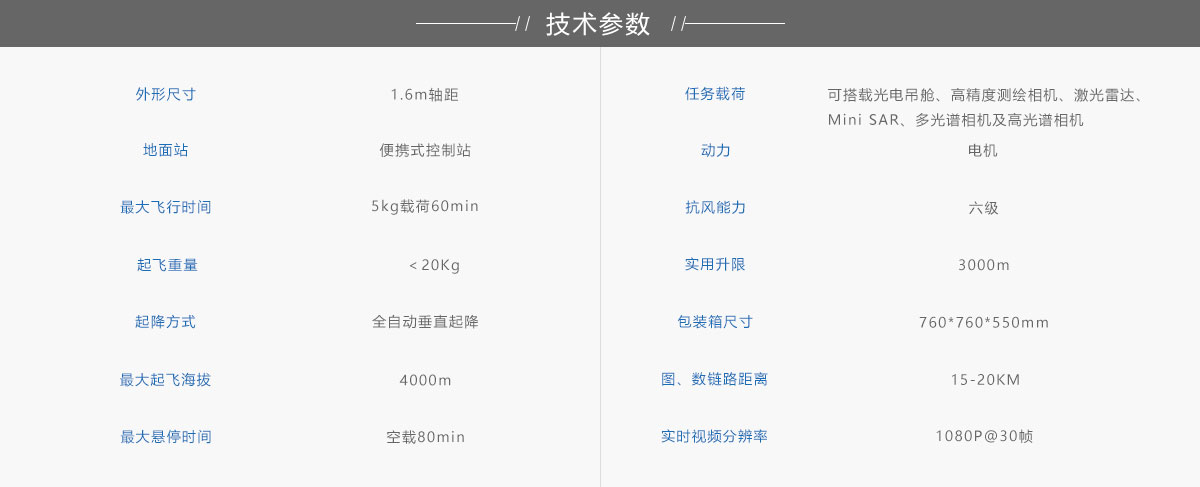 技术参数
外形尺寸 1.6m轴距
地面站 便携式控制站
最大飞行时间 5kg载荷60min
起飞重量 <20Kg
起降方式 全自动垂直起降
最大起飞海拔 4000m
最大悬停时间 空载80min
任务载荷 可搭载光电吊舱、高精度测绘相机、激光雷达、
Mini SAR、多光谱相机及高光谱相机
动力 电机
抗风能力 六级
实用升限 3000m
包装箱尺寸 760*760*550mm
图、数链路距离 15-20KM
实时视频分辨率 1080P@30帧